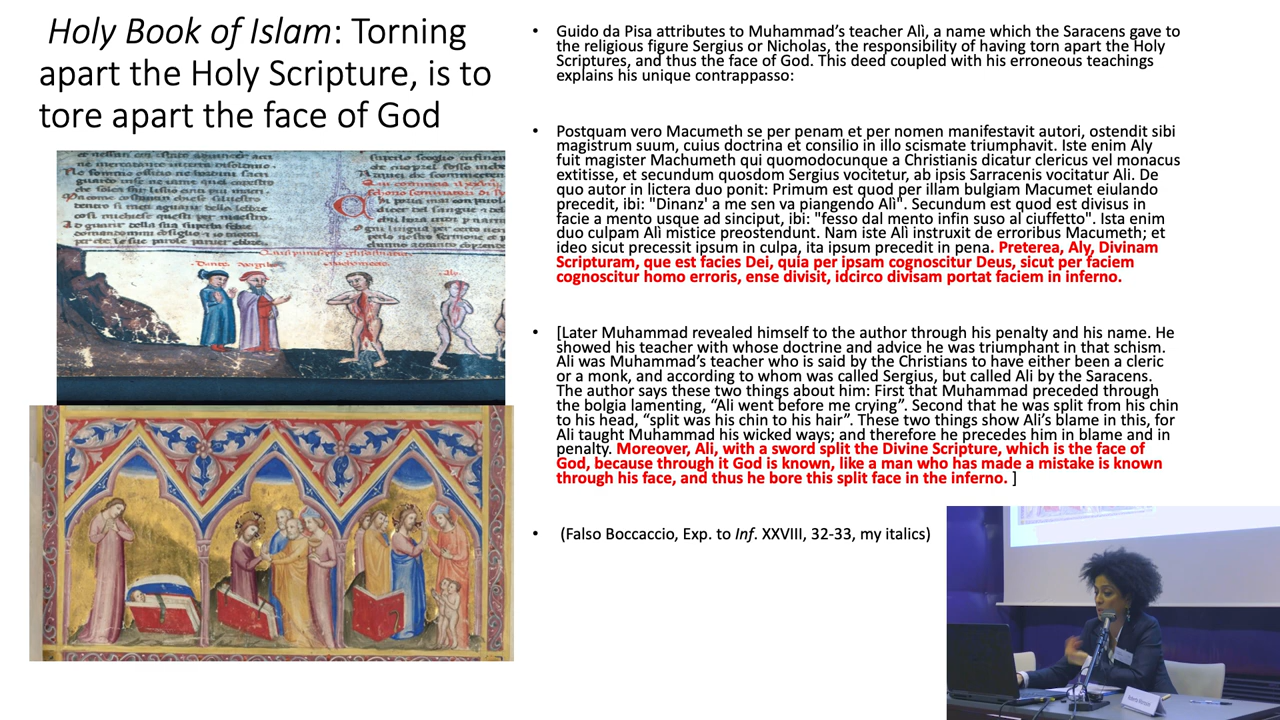 Holy Book of Islam: Torning
apart the Holy Scripture, is to
tore apart the face of God
• Guido da Pisa attributes to Muhammad’s teacher Alì, a name which the Saracens gave to
the religious figure Sergius or Nicholas, the responsibility of having torn apart the Holy
Scriptures, and thus the face of God. This deed coupled with his erroneous teachings
explains his unique contrappasso:
• Postquam vero Macumeth se per penam et per nomen manifestavit autori, ostendit sibi
magistrum suum, cuius doctrina et consilio in illo scismate triumphavit. Iste enim Aly
fuit magister Machumeth qui quomodocunque a Christianis dicatur clericus vel monacus
extitisse, et secundum quosdom Sergius vocitetur, ab ipsis Sarracenis vocitatur Ali. De
quo autor in lictera duo ponit: Primum est quod per illam bulgiam Macumet eiulando
precedit, ibi: "Dinanz' a me sen va piangendo Alì". Secundum est quod est divisus in
facie a mento usque ad sinciput, ibi: "fesso dal mento infin suso al ciuffetto". Ista enim
duo culpam Alì mistice preostendunt. Nam iste Alì instruxit de erroribus Macumeth; et
ideo sicut precessit ipsum in culpa, ita ipsum precedit in pena. Preterea, Aly, Divinam
Scripturam, que est facies Dei, quia per ipsam cognoscitur Deus, sicut per faciem
cognoscitur homo erroris, ense divisit, idcirco divisam portat faciem in inferno.
• [Later Muhammad revealed himself to the author through his penalty and his name. He
showed his teacher with whose doctrine and advice he was triumphant in that schism.
Ali was Muhammad’s teacher who is said by the Christians to have either been a cleric
or a monk, and according to whom was called Sergius, but called Ali by the Saracens.
The author says these two things about him: First that Muhammad preceded through
the bolgia lamenting, “Ali went before me crying”. Second that he was split from his chin
to his head, “split was his chin to his hair”. These two things show Ali’s blame in this, for
Ali taught Muhammad his wicked ways; and therefore he precedes him in blame and in
penalty. Moreover, Ali, with a sword split the Divine Scripture, which is the face of
God, because through it God is known, like a man who has made a mistake is known
through his face, and thus he bore this split face in the inferno. ]
• (Falso Boccaccio, Exp. to Inf. XXVIII, 32-33, my italics)